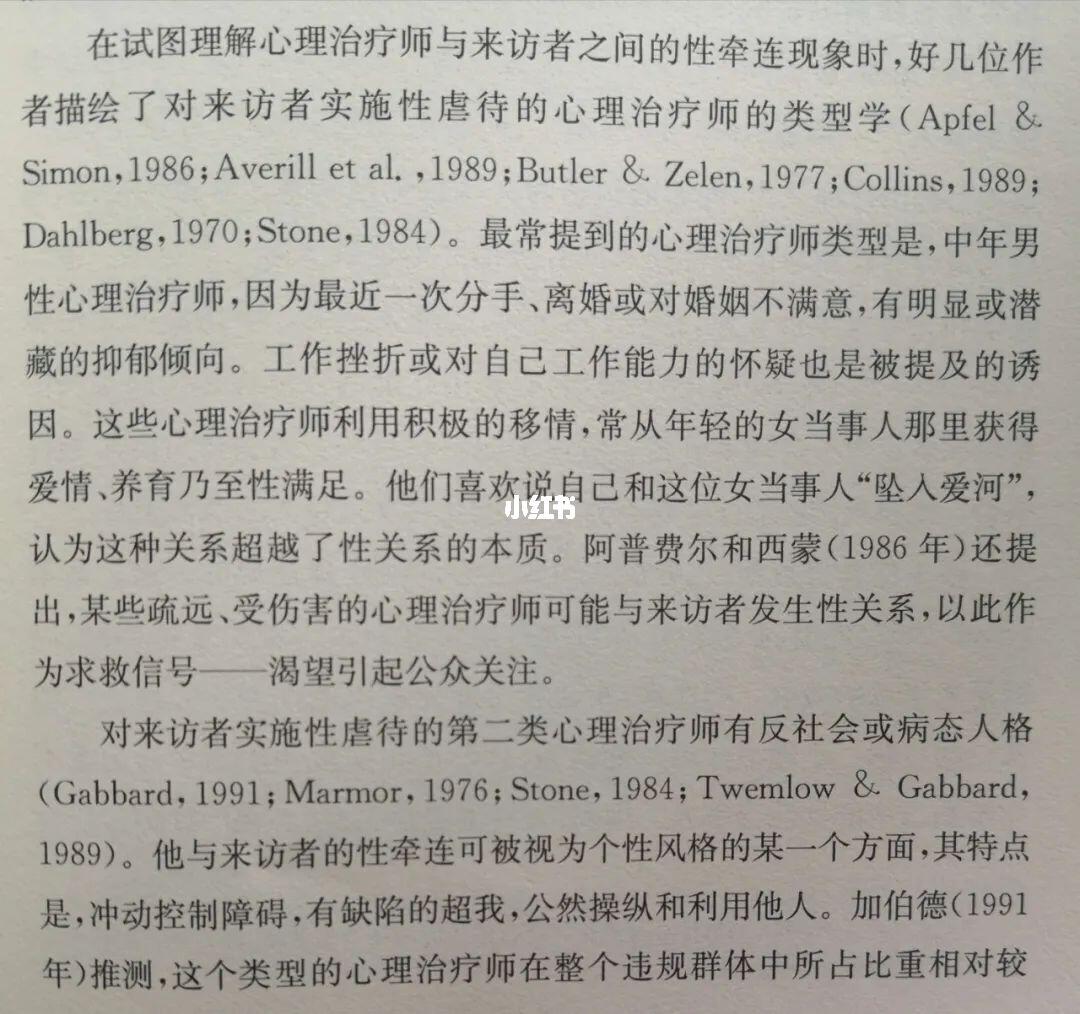 在试图理解心理治疗师与来访者之间的性牵连现象时,好几位作
者描绘了对来访者实施性虐待的心理治疗师的类型学(Apfel &
Simon,1986;Averill et al. ,1989;Butler & Zelen,1977;Collins,1989;
Dahlberg,1970;Stone,1984)。最常提到的心理治疗师类型是,中年男
性心理治疗师,因为最近一次分手、离婚或对婚姻不满意,有明显或潜
藏的抑郁倾向。工作挫折或对自己工作能力的怀疑也是被提及的诱
因。这些心理治疗师利用积极的移情,常从年轻的女当事人那里获得
爱情、养育乃至性满足。他们喜欢说自己和这位女当事人“坠入爱河”,
小红书
认为这种关系超越了性关系的本质。阿普费尔和西蒙(1986 年)还提
出,某些疏远、受伤害的心理治疗师可能与来访者发生性关系,以此作
为求救信号——渴望引起公众关注。
对来访者实施性虐待的第二类心理治疗师有反社会或病态人格
(Gabbard, 1991; Marmor, 1976; Stone, 1984; Twemlow & Gabbard,
1989)。他与来访者的性牵连可被视为个性风格的某一个方面,其特点
是,冲动控制障碍,有缺陷的超我,公然操纵和利用他人。加伯德(1991
年)推测,这个类型的心理治疗师在整个违规群体中所占比重相对较